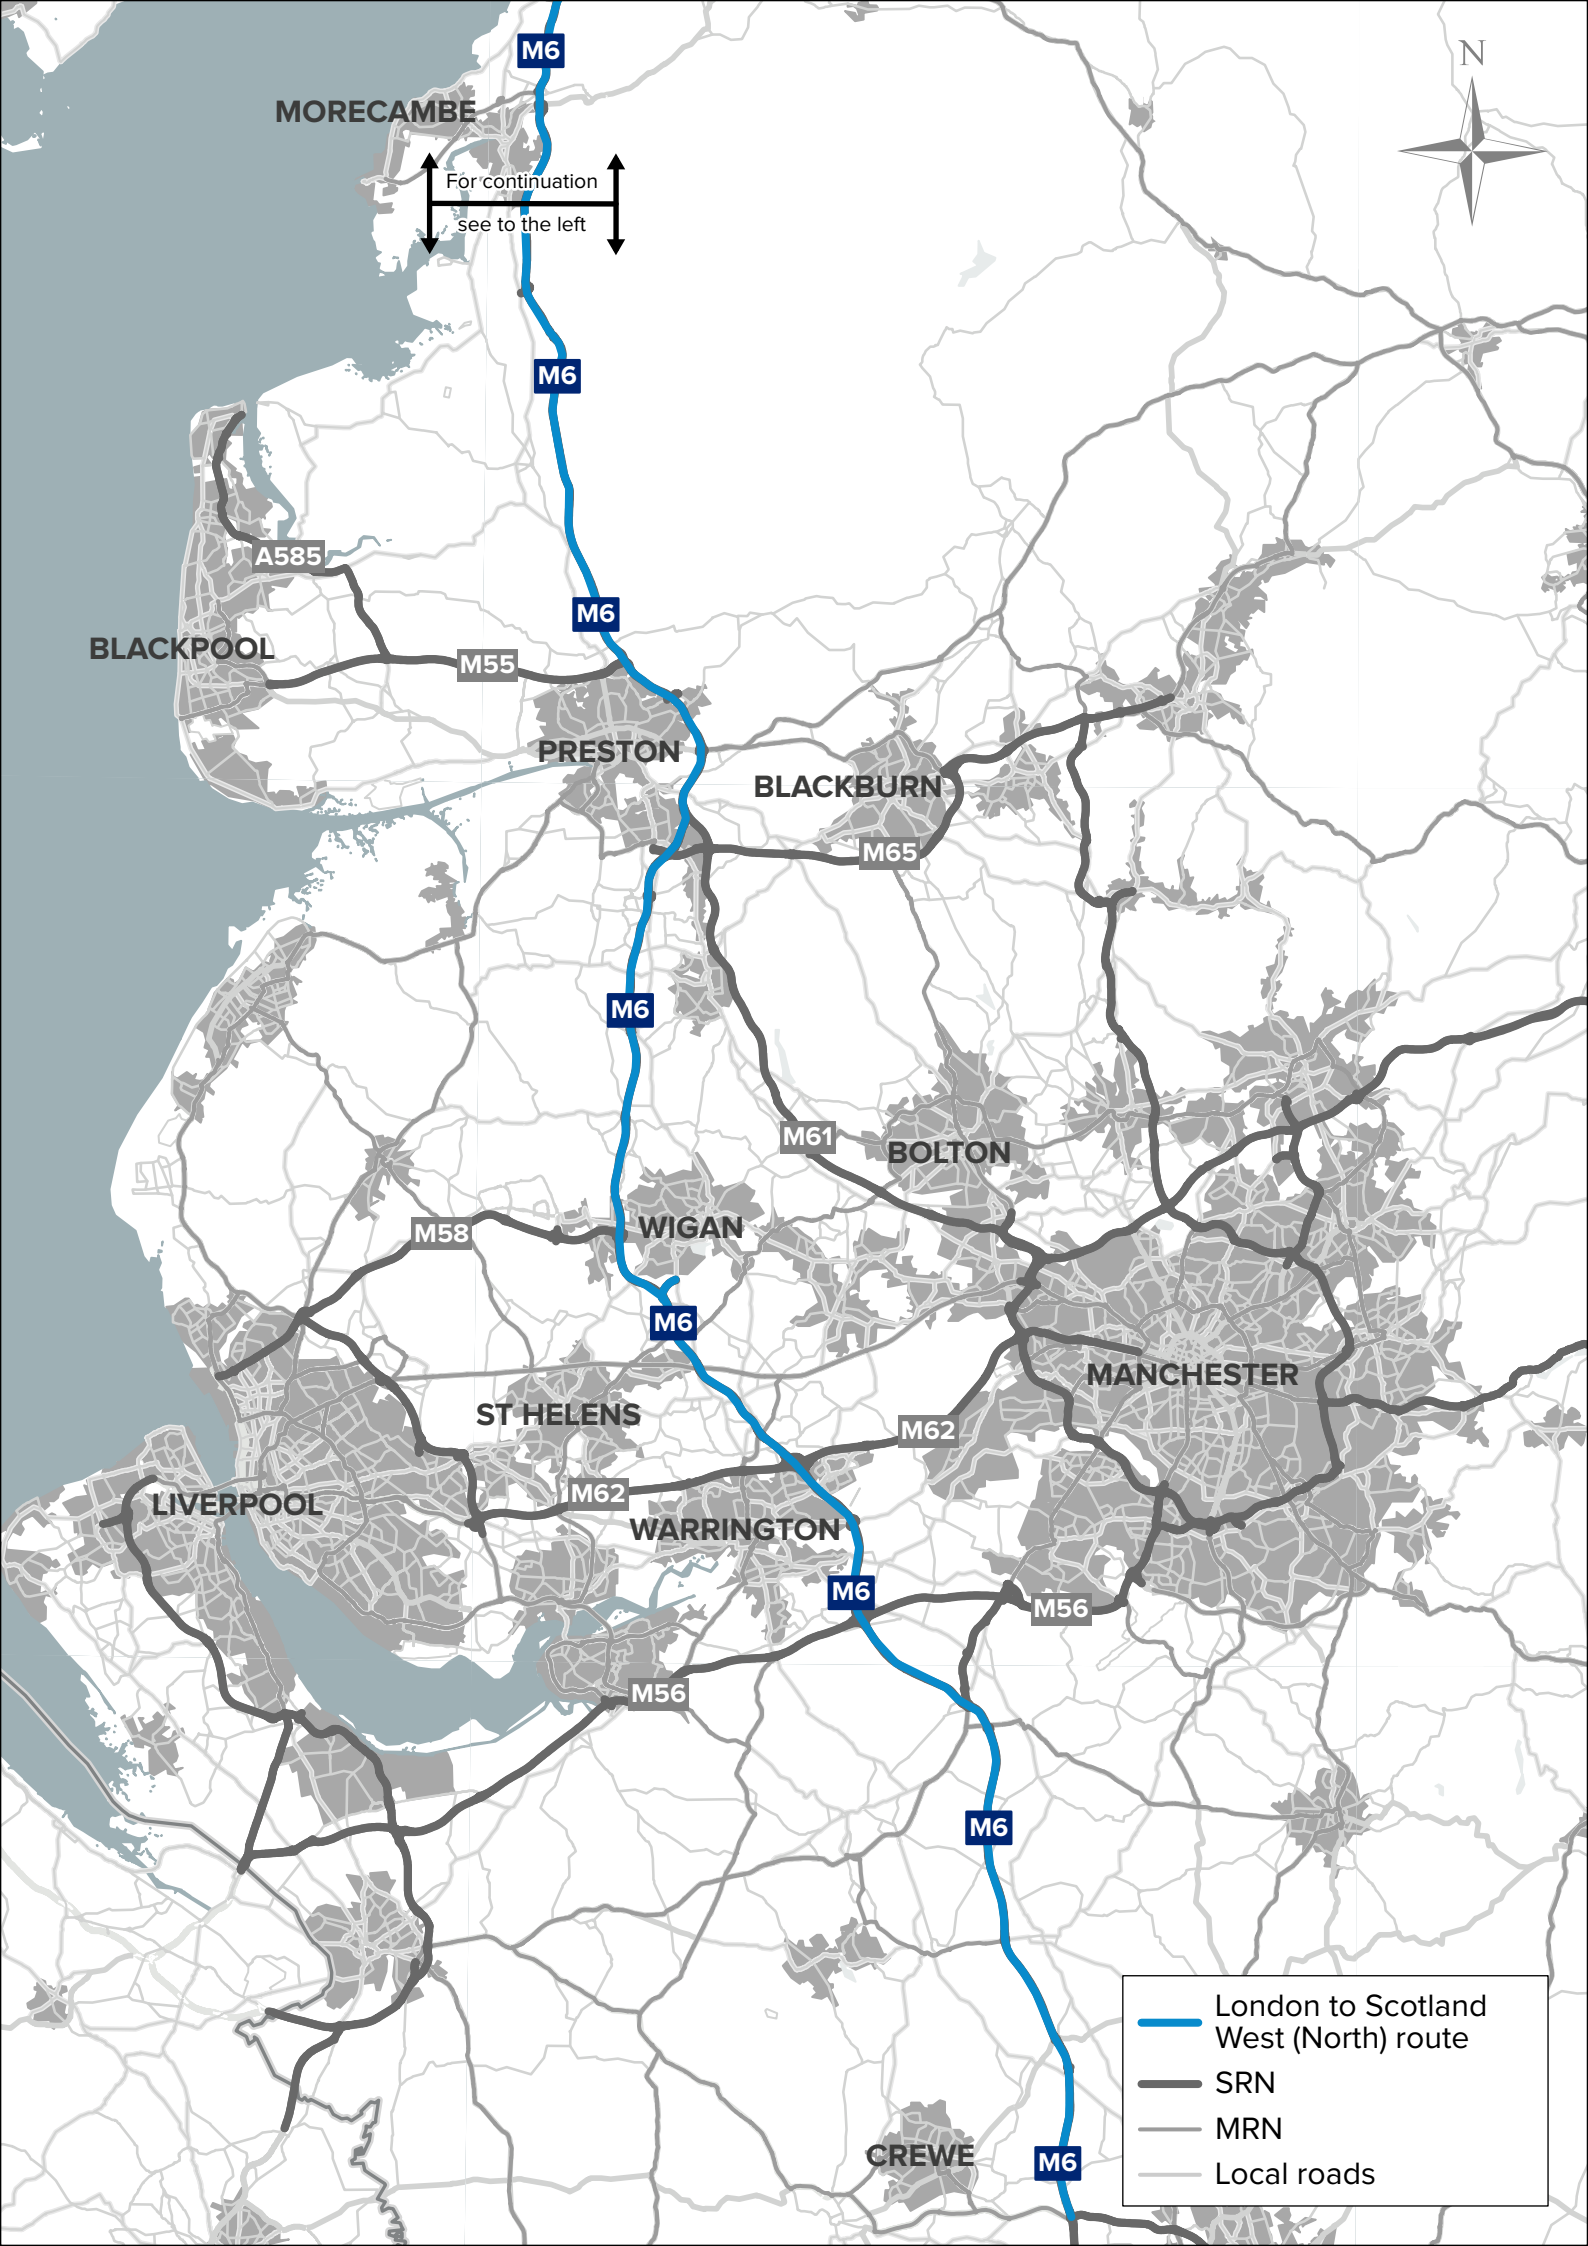 M6
N
MORECAMBE
For continuation
see to the left
M6
A585
M6
BLACKPOOL
M55
PRESTON
BLACKBURN
M65
M6
M61
BOLTON
WIGAN
M58
M6
MANCHESTER
ST HELENS
M62
M62
LIVERPOOL
WARRINGTON
M6
M56
M56
M6
London to Scotland
West (North) route
SRN
MRN
Local roads
CREWE
M6